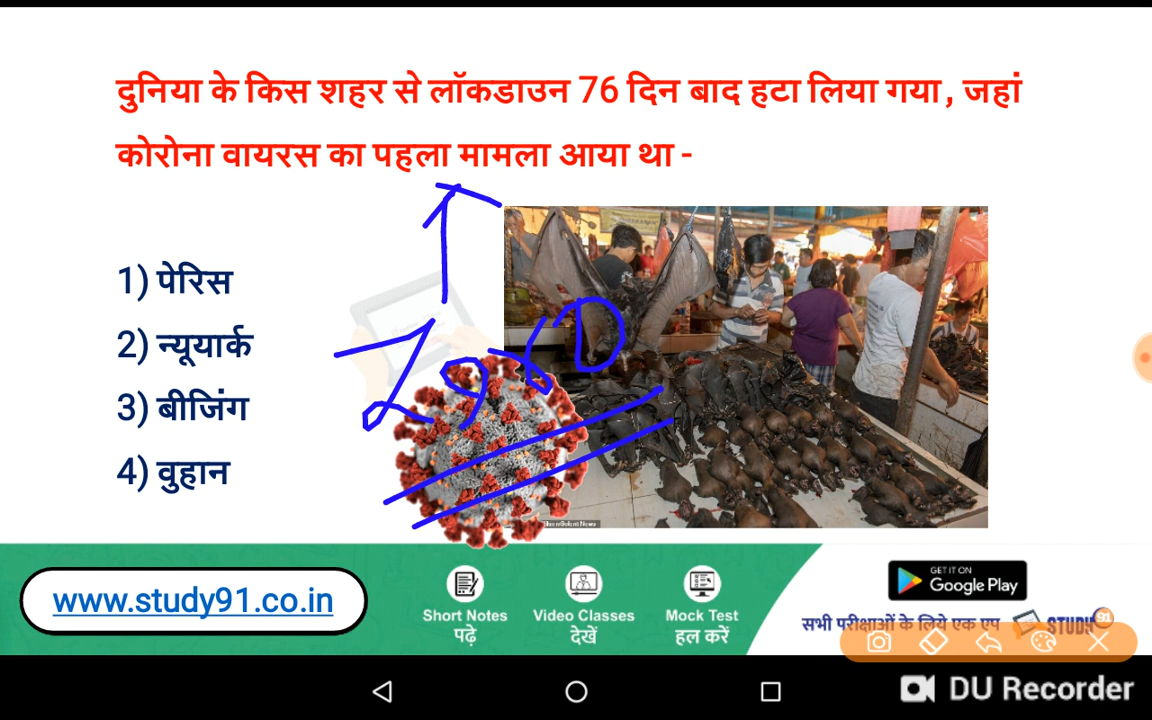 दुनिया के किस शहर से लॉकडाउन 76 दिन बाद हटा लिया गया, जहां
कोरोना वायरस का पहला मामला आया था -
1) पेरिस
2) न्यूयार्क
3) बीजिंग
4) वुहान
www.study91.co.in
Short Notes
पढ़े
Video Classes
देखें
Mock Test
हल करें
GET IT ON
Google Play
सभी परीक्षाओं के लिये एक एप
STUDY
91
DU Recorder